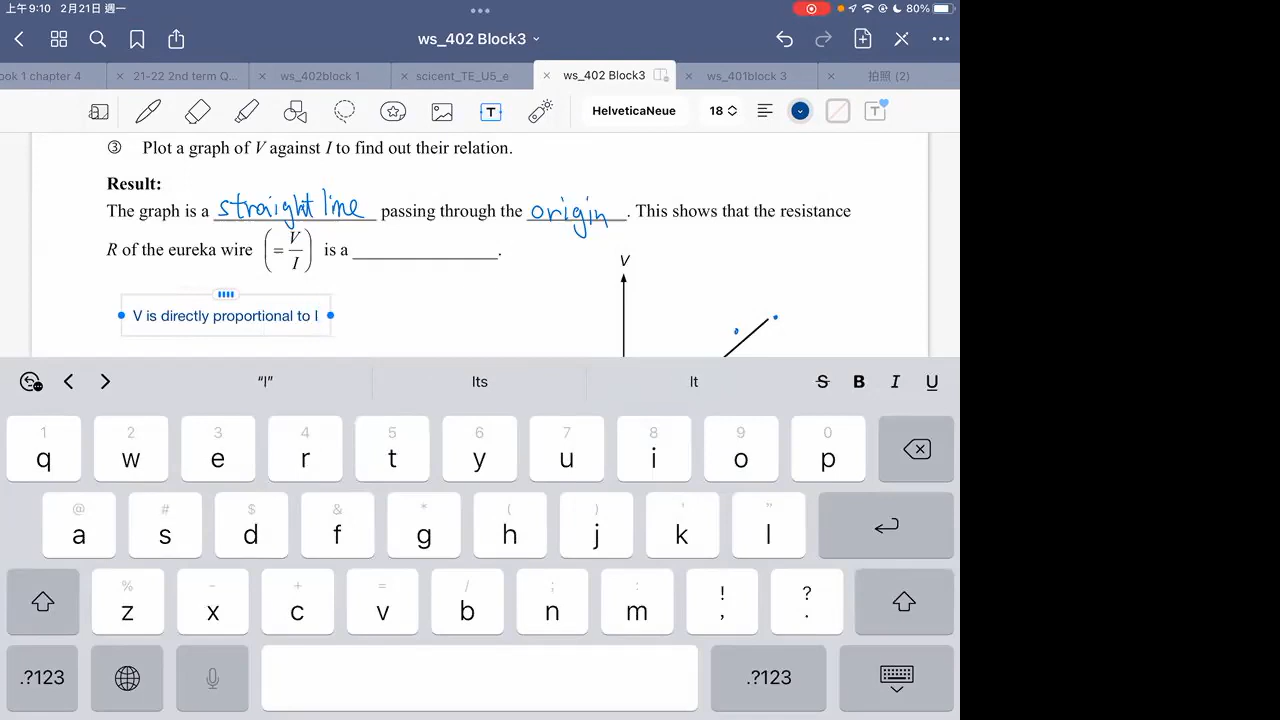 上午9:10 2月21日 週一
80%
ws_402 Block3
ook 1 chapter 4
21-22 2nd term Q...
ws_402block 1
scicent_TE_U5_e
ws_402 Block3
ws_401block 3
拍照 (2)
T
HelveticaNeue
18
T
③ Plot a graph of V against I to find out their relation.
Result:
The graph is a straight line passing through the origin. This shows that the resistance
R of the eureka wire (= V/I) is a ______________.
V
V is directly proportional to I
“I”
Its
It
S B I U
1 2 3 4 5 6 7 8 9 0
q w e r t y u i o p
@ # $ & * ( ) ' "
a s d f g h j k l
% - + = / ; : ! ?
z x c v b n m , .
.?123
.?123